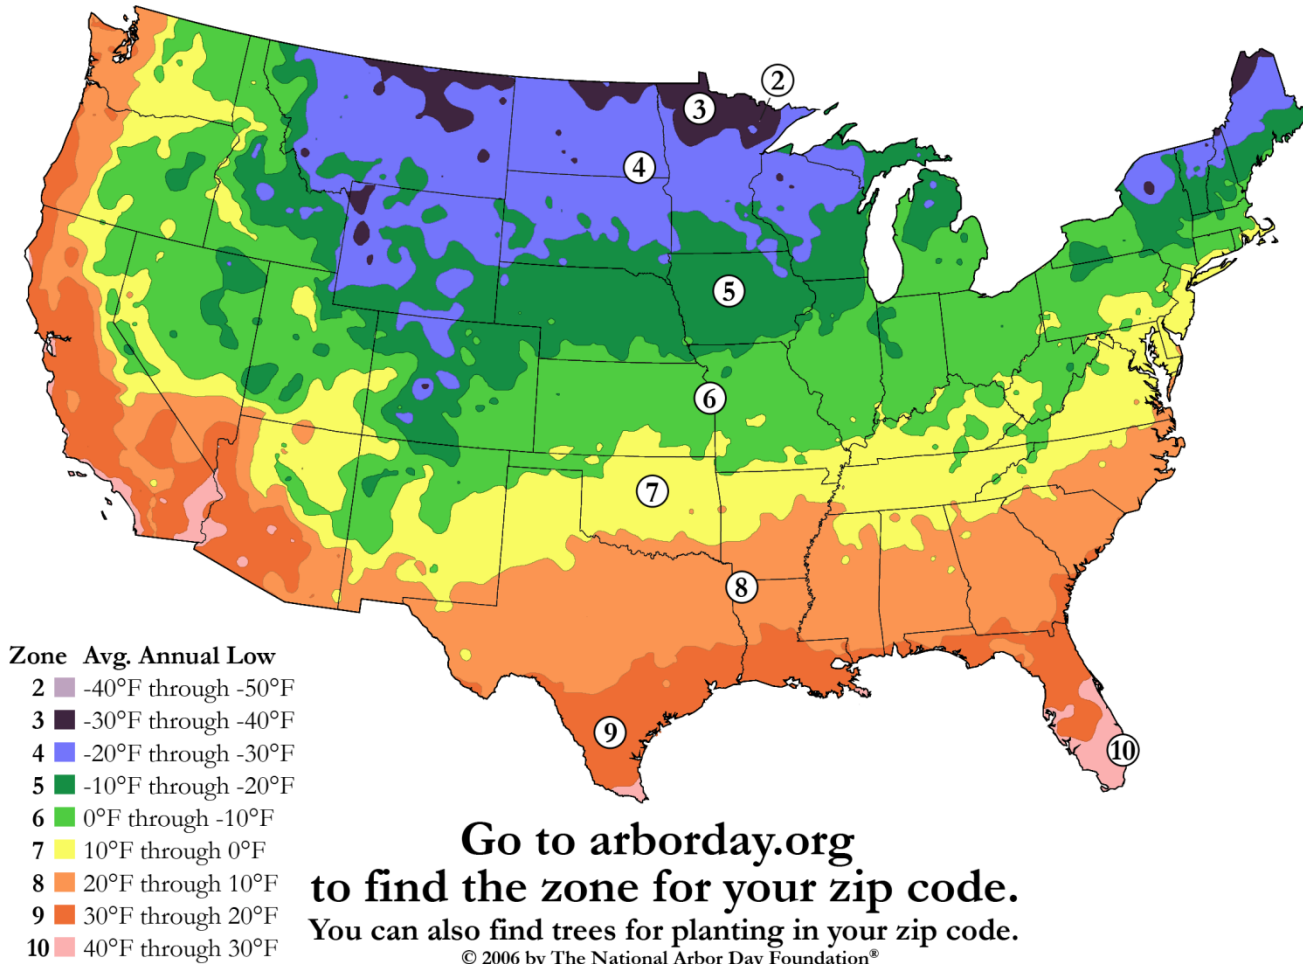 2
3
4
5
6
7
8
9
10
Zone Avg. Annual Low
2 -40°F through -50°F
3 -30°F through -40°F
4 -20°F through -30°F
5 -10°F through -20°F
6 0°F through -10°F
7 10°F through 0°F
8 20°F through 10°F
9 30°F through 20°F
10 40°F through 30°F
Go to arborday.org
to find the zone for your zip code.
You can also find trees for planting in your zip code.
© 2006 by The National Arbor Day Foundation®